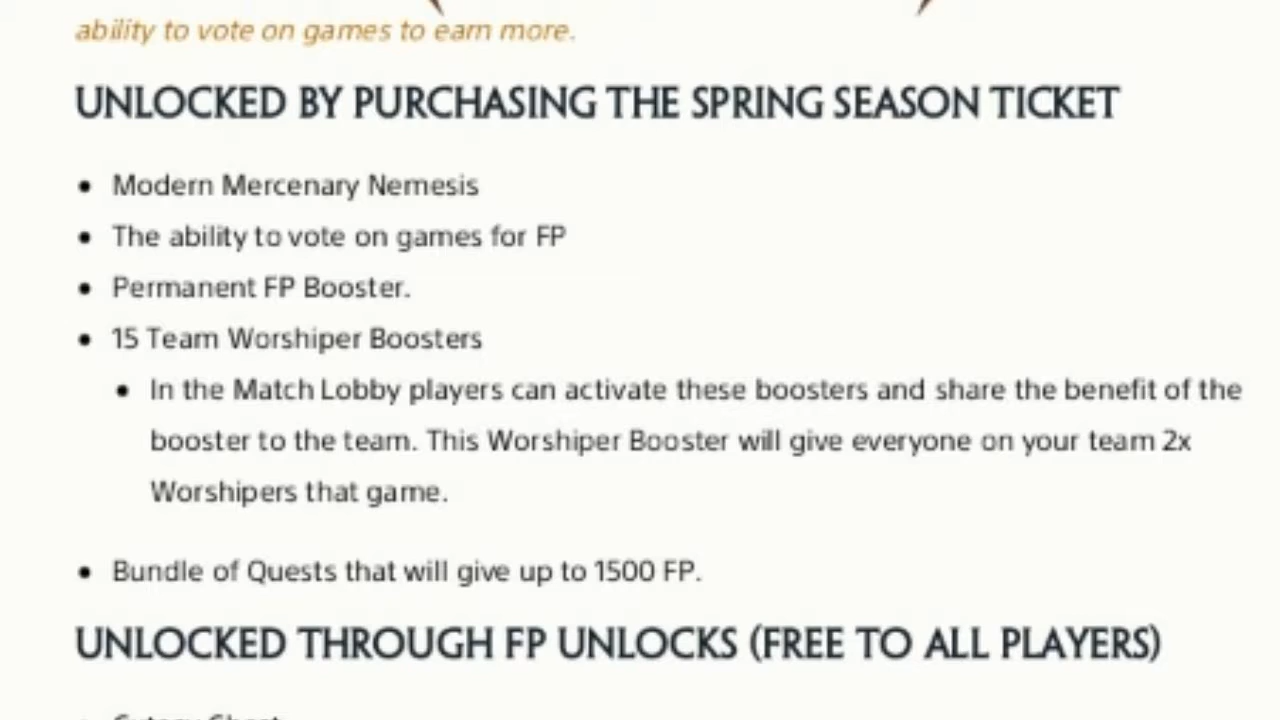 ability to vote on games to earn more.
UNLOCKED BY PURCHASING THE SPRING SEASON TICKET
• Modern Mercenary Nemesis
• The ability to vote on games for FP
• Permanent FP Booster.
• 15 Team Worshiper Boosters
• In the Match Lobby players can activate these boosters and share the benefit of the
booster to the team. This Worshiper Booster will give everyone on your team 2x
Worshipers that game.
• Bundle of Quests that will give up to 1500 FP.
UNLOCKED THROUGH FP UNLOCKS (FREE TO ALL PLAYERS)